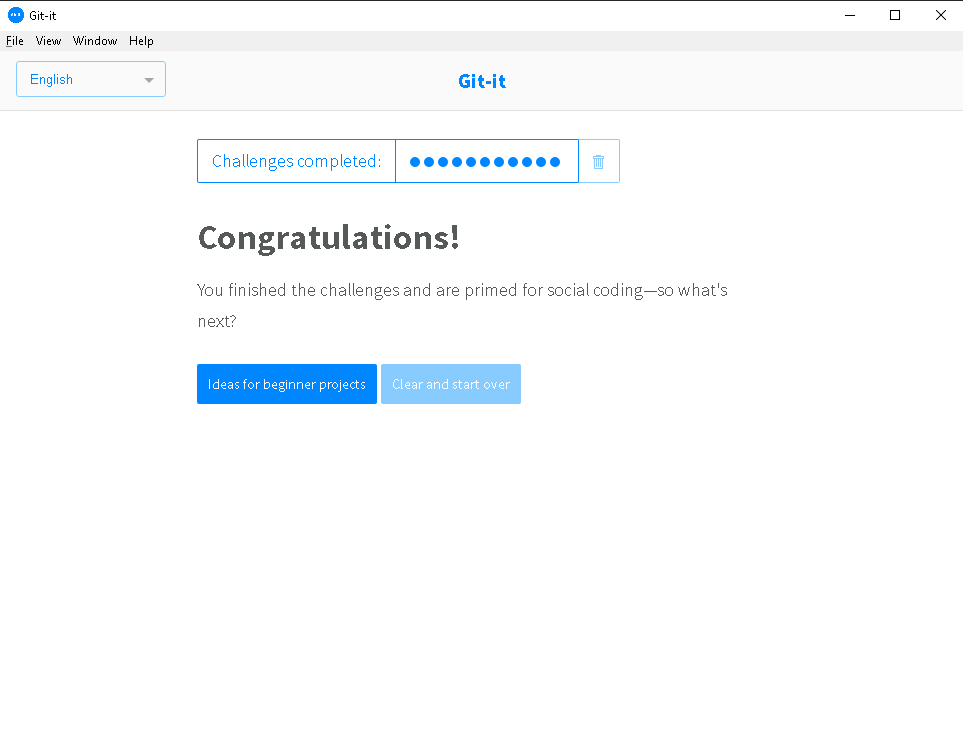 Git-it
File View Window Help
English
Git-it
Challenges completed:
Congratulations!
You finished the challenges and are primed for social coding—so what's
next?
Ideas for beginner projects
Clear and start over